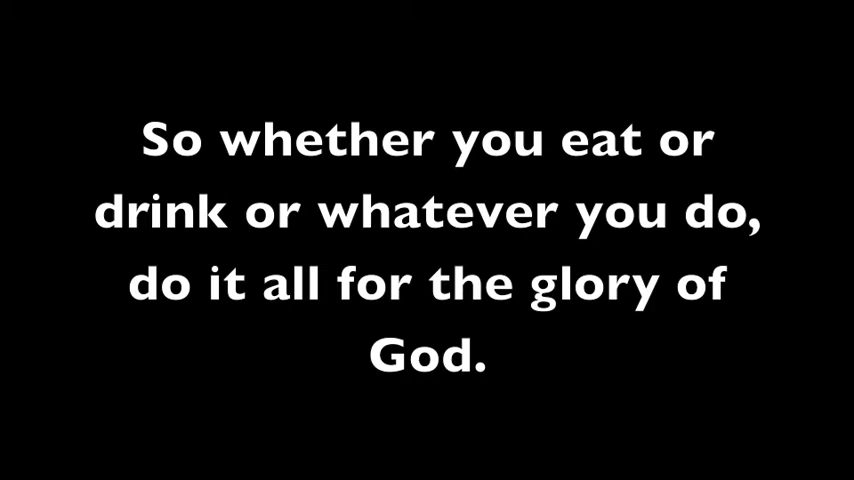 So whether you eat or
drink or whatever you do,
do it all for the glory of
God.